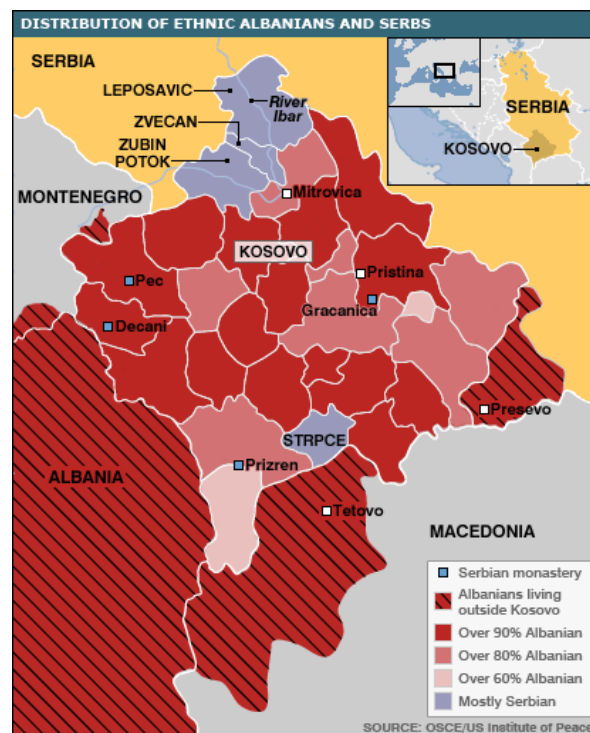 DISTRIBUTION OF ETHNIC ALBANIANS AND SERBS
SERBIA
LEPOSAVIC
River
Ibar
ZVECAN
ZUBIN
POTOK
SERBIA
KOSOVO
MONTENEGRO
Mitrovica
KOSOVO
Pec
Pristina
Gracanica
Decani
Presevo
STRPCE
Prizren
ALBANIA
Tetovo
MACEDONIA
Serbian monastery
Albanians living
outside Kosovo
Over 90% Albanian
Over 80% Albanian
Over 60% Albanian
Mostly Serbian
SOURCE: OSCE/US Institute of Peace